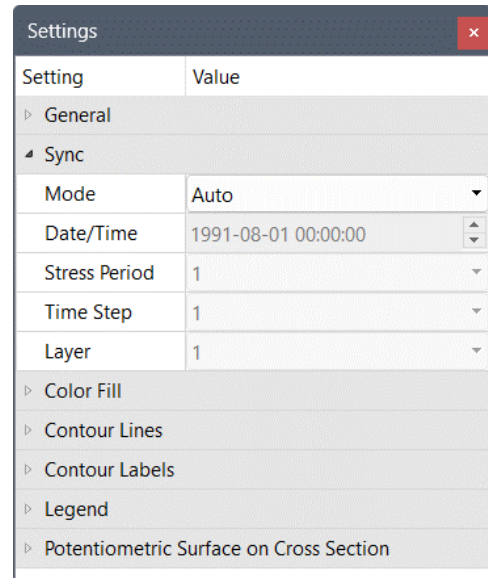 Settings
Setting Value
General
Sync
Mode Auto
Date/Time 1991-08-01 00:00:00
Stress Period 1
Time Step 1
Layer 1
Color Fill
Contour Lines
Contour Labels
Legend
Potentiometric Surface on Cross Section